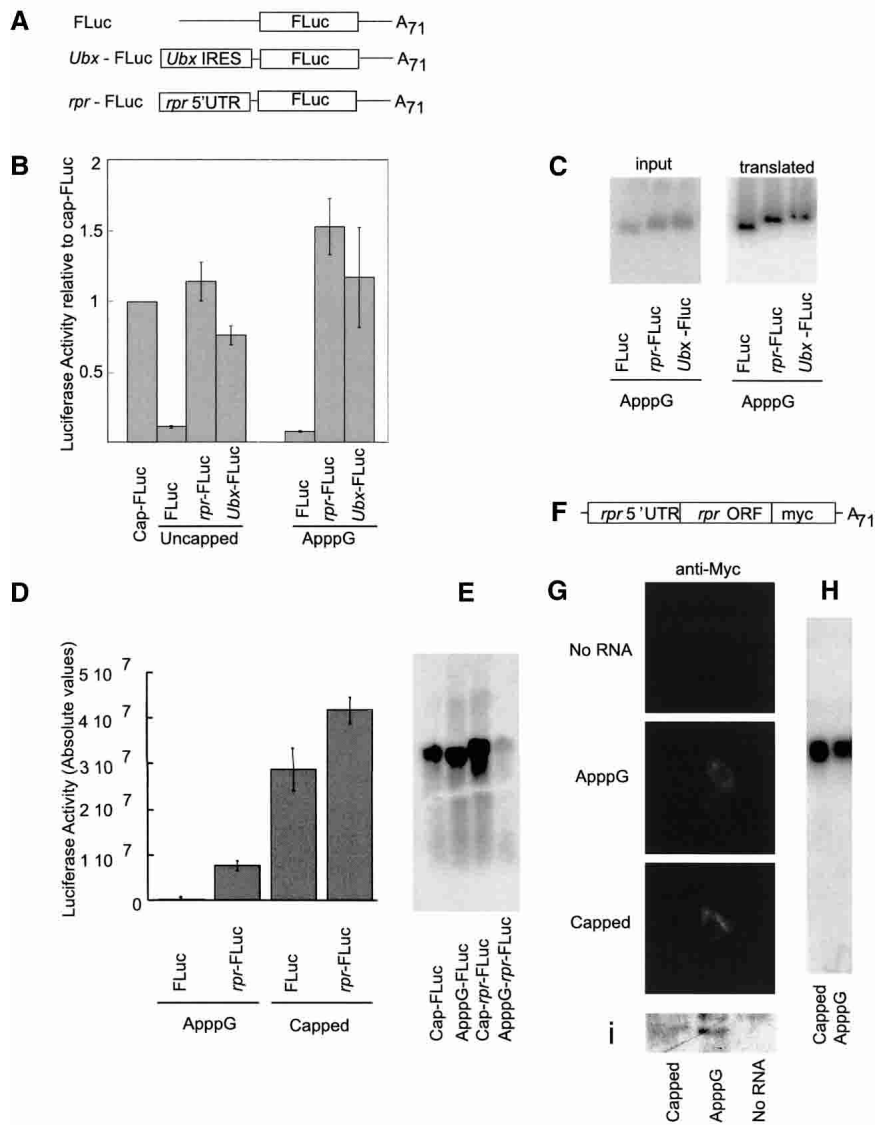 A
FLuc
FLuc
A71
Ubx - FLuc
Ubx IRES
FLuc
A71
rpr - FLuc
rpr 5'UTR
FLuc
A71
B
Luciferase Activity relative to cap-FLuc
2
1.5
1
0.5
Cap-FLuc
FLuc
rpr-FLuc
Ubx-FLuc
FLuc
rpr-FLuc
Ubx-FLuc
Uncapped
ApppG
C
input
translated
FLuc
rpr-FLuc
Ubx -Fluc
FLuc
rpr-FLuc
Ubx -FLuc
ApppG
ApppG
D
Luciferase Activity (Absolute values)
5 10 7
4 10 7
3 10 7
2 10 7
1 10 7
0
FLuc
rpr-FLuc
FLuc
rpr-FLuc
ApppG
Capped
E
Cap-FLuc
ApppG-FLuc
Cap-rpr-FLuc
ApppG-rpr-FLuc
F
rpr 5 'UTR
rpr ORF
myc
A71
G
anti-Myc
No RNA
ApppG
Capped
H
Capped
ApppG
i
Capped
ApppG
No RNA